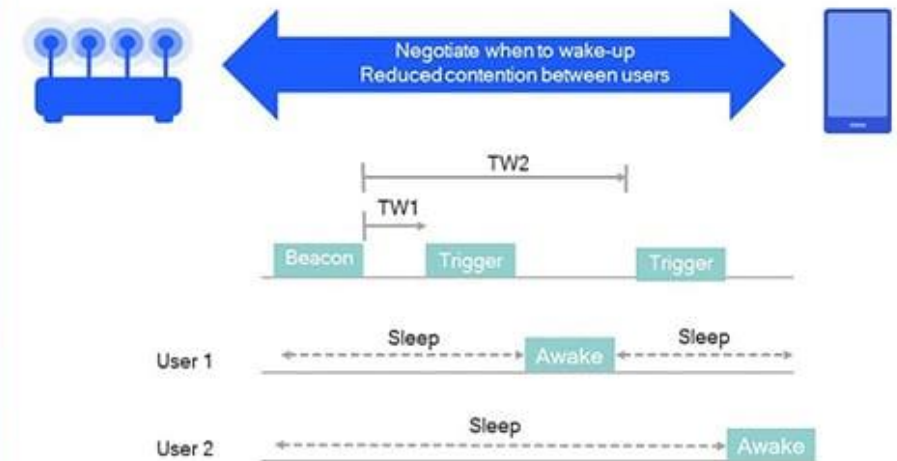 Negotiate when to wake-up
Reduced contention between users
TW2
TW1
Beacon
Trigger
Trigger
User 1
Sleep
Awake
Sleep
User 2
Sleep
Awake